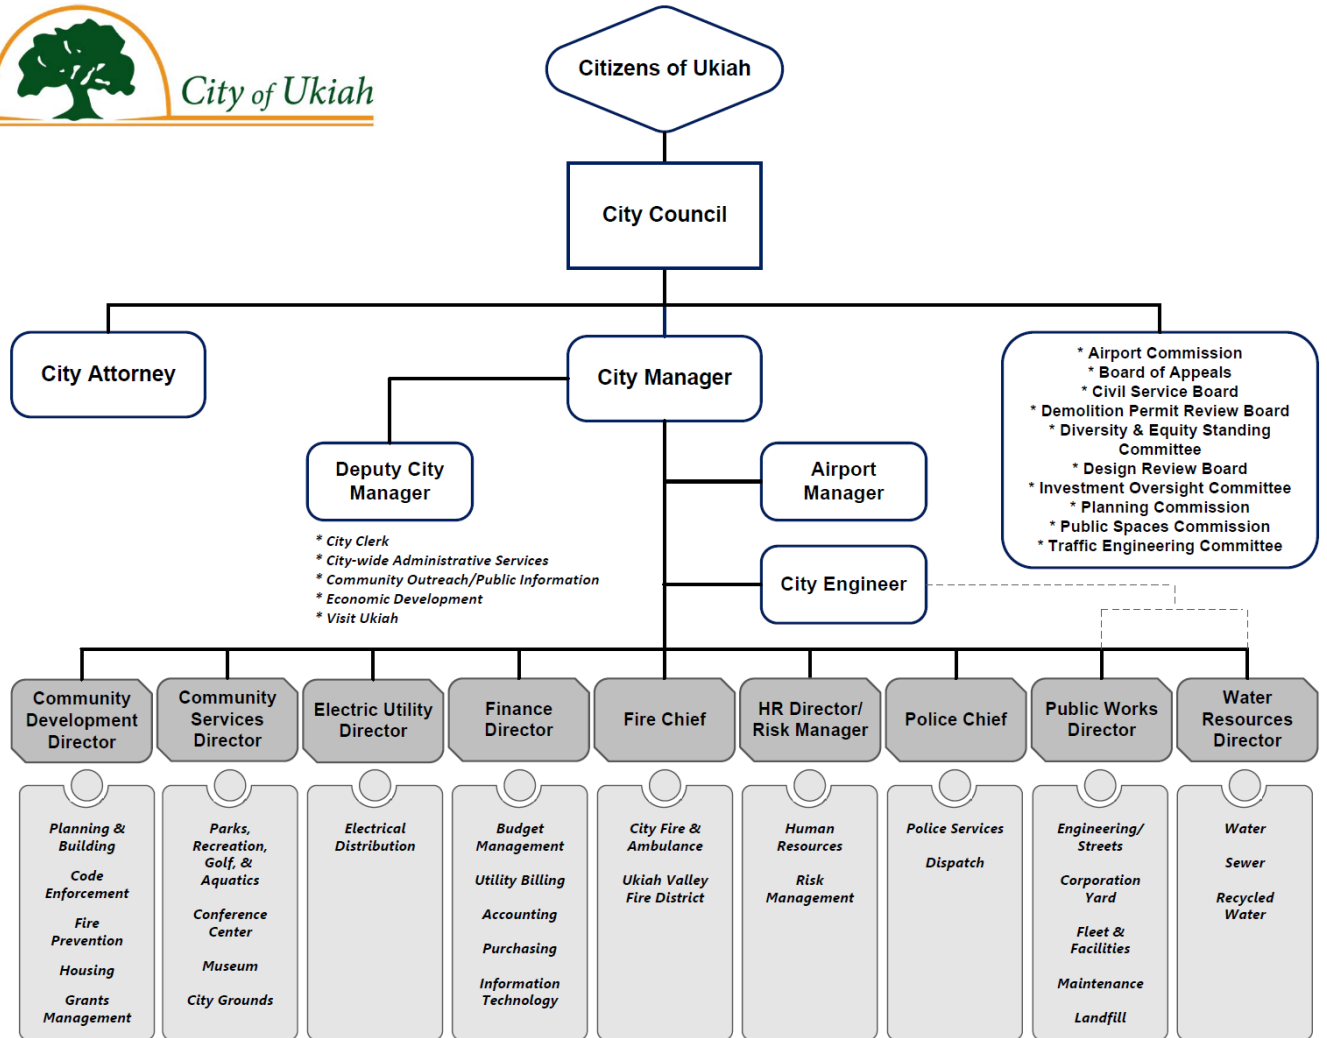 City of Ukiah
Citizens of Ukiah
City Council
City Attorney
City Manager
* Airport Commission
* Board of Appeals
* Civil Service Board
* Demolition Permit Review Board
* Diversity & Equity Standing
Committee
* Design Review Board
* Investment Oversight Committee
* Planning Commission
* Public Spaces Commission
* Traffic Engineering Committee
Deputy City
Manager
* City Clerk
* City-wide Administrative Services
* Community Outreach/Public Information
* Economic Development
* Visit Ukiah
Airport
Manager
City Engineer
Community
Development
Director
Community
Services
Director
Electric Utility
Director
Finance
Director
Fire Chief
HR Director/
Risk Manager
Police Chief
Public Works
Director
Water
Resources
Director
Planning &
Building
Code
Enforcement
Fire
Prevention
Housing
Grants
Management
Parks,
Recreation,
Golf, &
Aquatics
Conference
Center
Museum
City Grounds
Electrical
Distribution
Budget
Management
Utility Billing
Accounting
Purchasing
Information
Technology
City Fire &
Ambulance
Ukiah Valley
Fire District
Human
Resources
Risk
Management
Police Services
Dispatch
Engineering/
Streets
Corporation
Yard
Fleet &
Facilities
Maintenance
Landfill
Water
Sewer
Recycled
Water